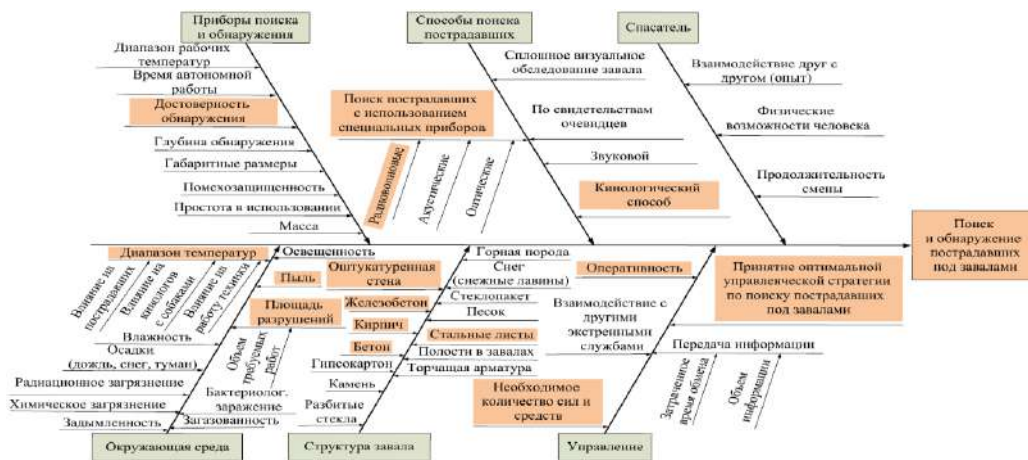 Приборы поиска
и обнаружения
Диапазон рабочих
температур
Время автономной
работы
Достоверность
обнаружения
Глубина обнаружения
Габаритные размеры
Помехозащищенность
Простота в использовании
Масса
Способы поиска
пострадавших
Сплошное визуальное
обследование завала
Поиск пострадавших
с использованием
специальных приборов
Радиоволновые
Акустические
Оптические
По свидетельствам
очевидцев
Звуковой
Кинологический
способ
Спасатель
Взаимодействие друг с
другом (опыт)
Физические
возможности человека
Продолжительность
смены
Поиск
и обнаружение
пострадавших
под завалами
Диапазон температур
Влияние на
пострадавших
Влияние на
кинологов
с собаками
Влияние на
работу техники
Освещенность
Пыль
Площадь
разрушений
Объем
требуемых
работ
Влажность
Осадки
(дождь, снег, туман)
Радиационное загрязнение
Бактериолог.
заражение
Химическое загрязнение
Загазованность
Задымленность
Окружающая среда
Горная порода
Оштукатуренная
стена
Снег
(снежные лавины)
Железобетон
Стеклопакет
Песок
Кирпич
Стальные листы
Бетон
Полости в завалах
Гипсокартон
Торчащая арматура
Камень
Разбитые
стекла
Структура завала
Оперативность
Принятие оптимальной
управленческой стратегии
по поиску пострадавших
под завалами
Взаимодействие с
другими
экстренными
службами
Передача информации
Затраченное
время обмена
Объем
информации
Необходимое
количество сил и
средств
Управление